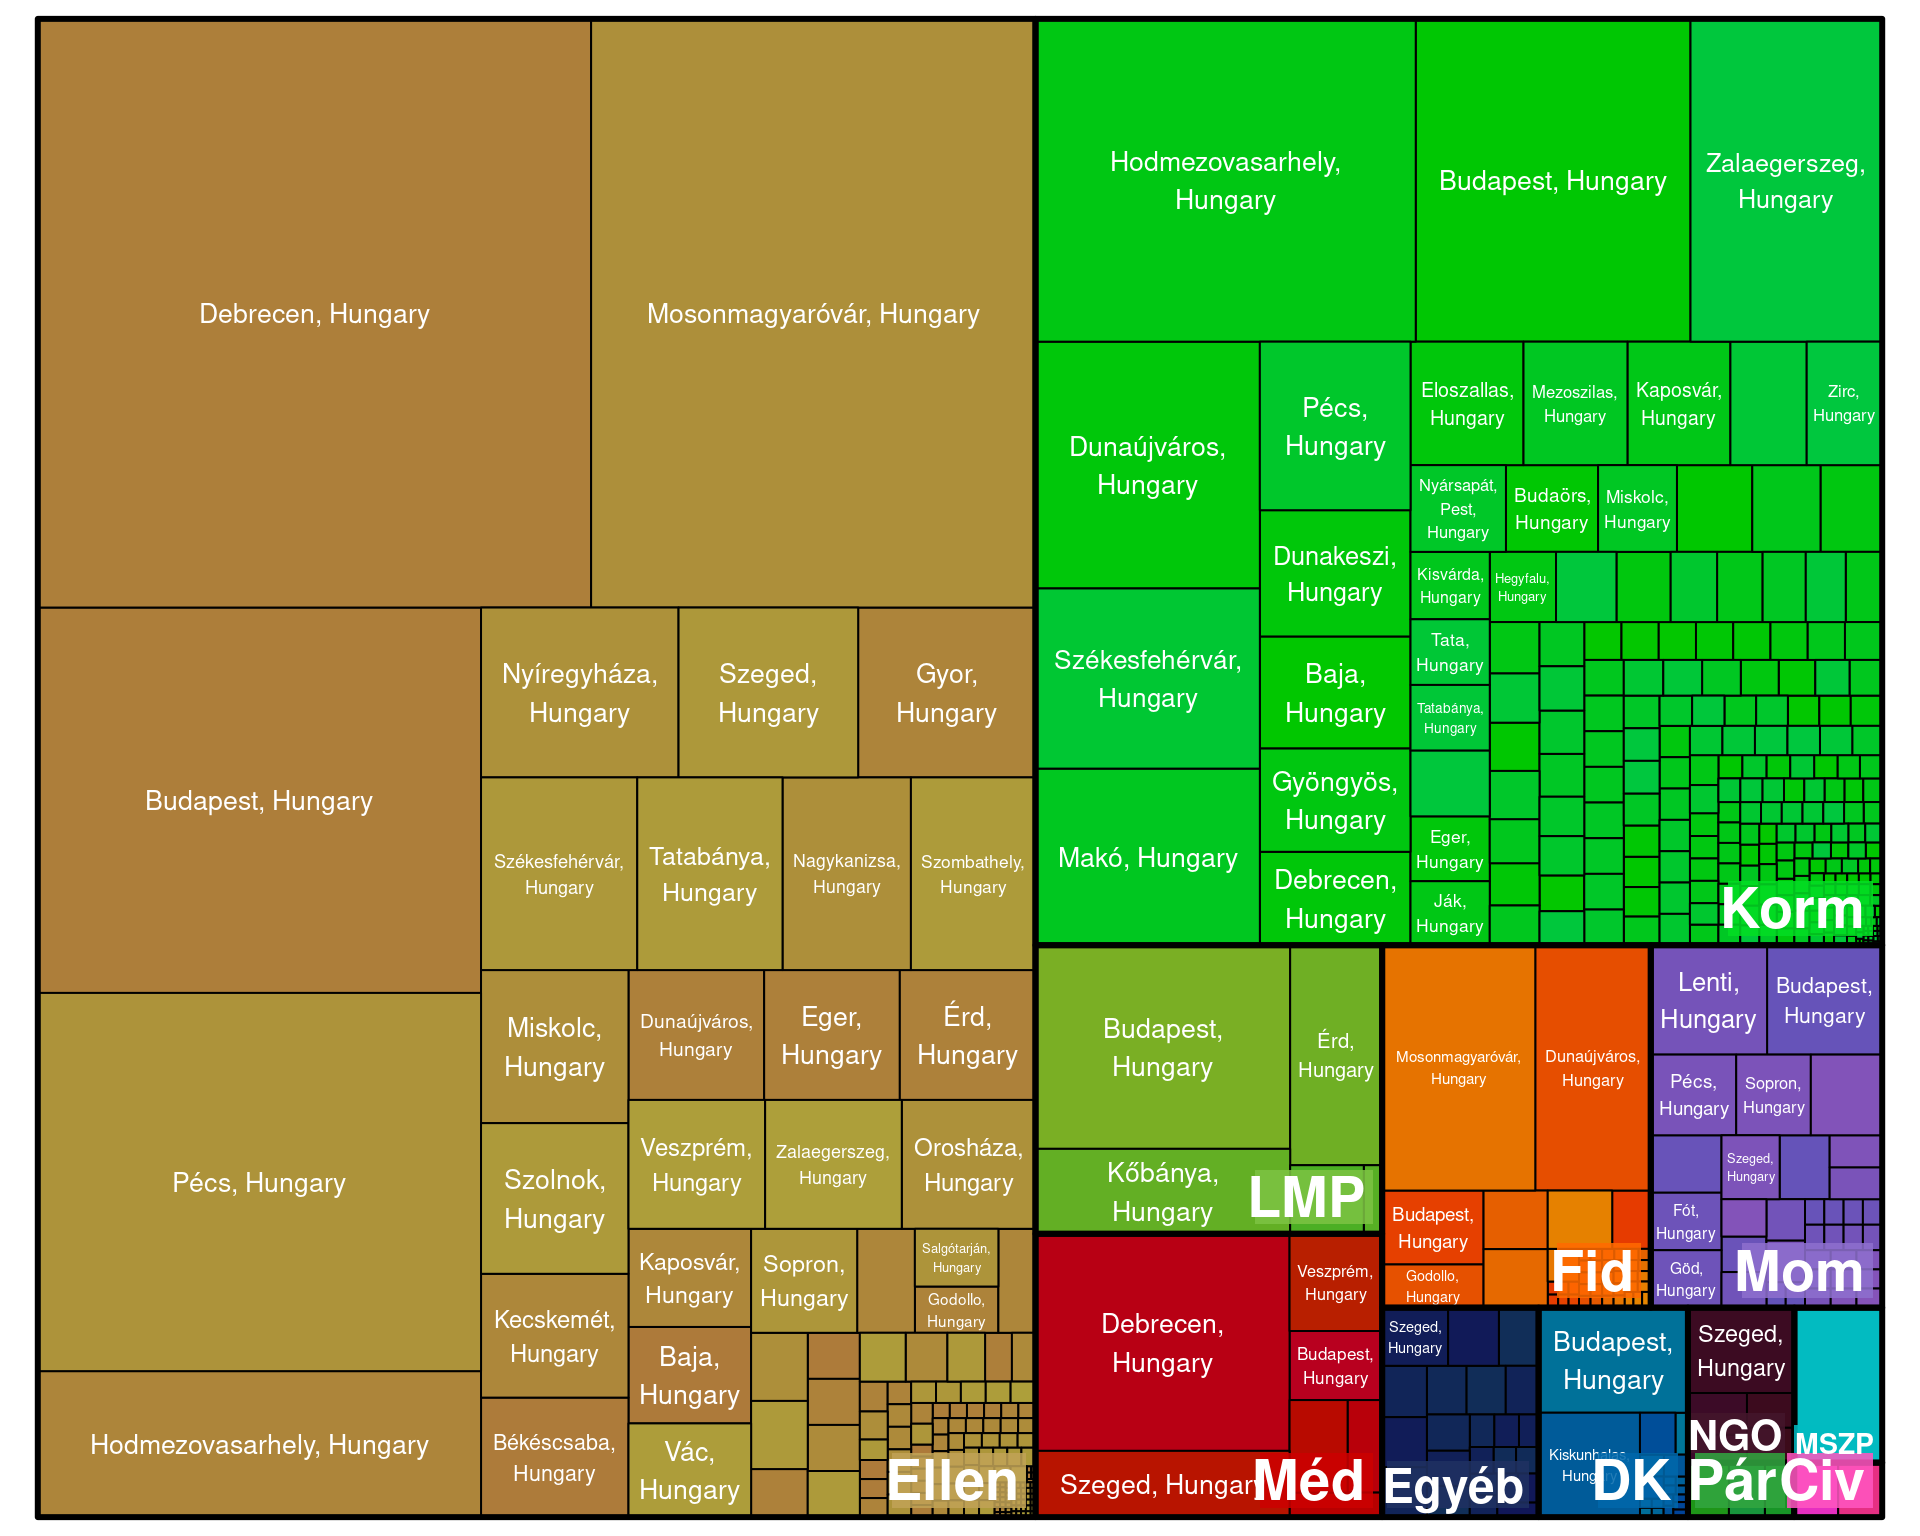 Debrecen, Hungary
Mosonmagyaróvár, Hungary
Budapest, Hungary
Pécs, Hungary
Hodmezovasarhely, Hungary
Nyíregyháza,
Hungary
Szeged,
Hungary
Gyor,
Hungary
Székesfehérvár,
Hungary
Tatabánya,
Hungary
Nagykanizsa,
Hungary
Szombathely,
Hungary
Miskolc,
Hungary
Dunaújváros,
Hungary
Eger,
Hungary
Érd,
Hungary
Szolnok,
Hungary
Veszprém,
Hungary
Zalaegerszeg,
Hungary
Orosháza,
Hungary
Kecskemét,
Hungary
Kaposvár,
Hungary
Sopron,
Hungary
Salgótarján,
Hungary
Godollo,
Hungary
Békéscsaba,
Hungary
Baja,
Hungary
Vác,
Hungary
Ellen
Hodmezovasarhely,
Hungary
Budapest, Hungary
Zalaegerszeg,
Hungary
Dunaújváros,
Hungary
Székesfehérvár,
Hungary
Makó, Hungary
Pécs,
Hungary
Dunakeszi,
Hungary
Baja,
Hungary
Gyöngyös,
Hungary
Debrecen,
Hungary
Eloszallas,
Hungary
Mezoszilas,
Hungary
Kaposvár,
Hungary
Zirc,
Hungary
Nyársapát,
Pest,
Hungary
Budaörs,
Hungary
Miskolc,
Hungary
Kisvárda,
Hungary
Hegyfalu,
Hungary
Tata,
Hungary
Tatabánya,
Hungary
Eger,
Hungary
Ják,
Hungary
Korm
Budapest,
Hungary
Érd,
Hungary
Kőbánya,
Hungary
LMP
Debrecen,
Hungary
Veszprém,
Hungary
Budapest,
Hungary
Szeged, Hungary
Méd
Mosonmagyaróvár,
Hungary
Dunaújváros,
Hungary
Budapest,
Hungary
Godollo,
Hungary
Fid
Lenti,
Hungary
Budapest,
Hungary
Pécs,
Hungary
Sopron,
Hungary
Szeged,
Hungary
Fót,
Hungary
Göd,
Hungary
Mom
Szeged,
Hungary
Egyéb
Budapest,
Hungary
Kiskunhalas,
Hungary
DK
Szeged,
Hungary
NGO
MSZP
Pár
Civ